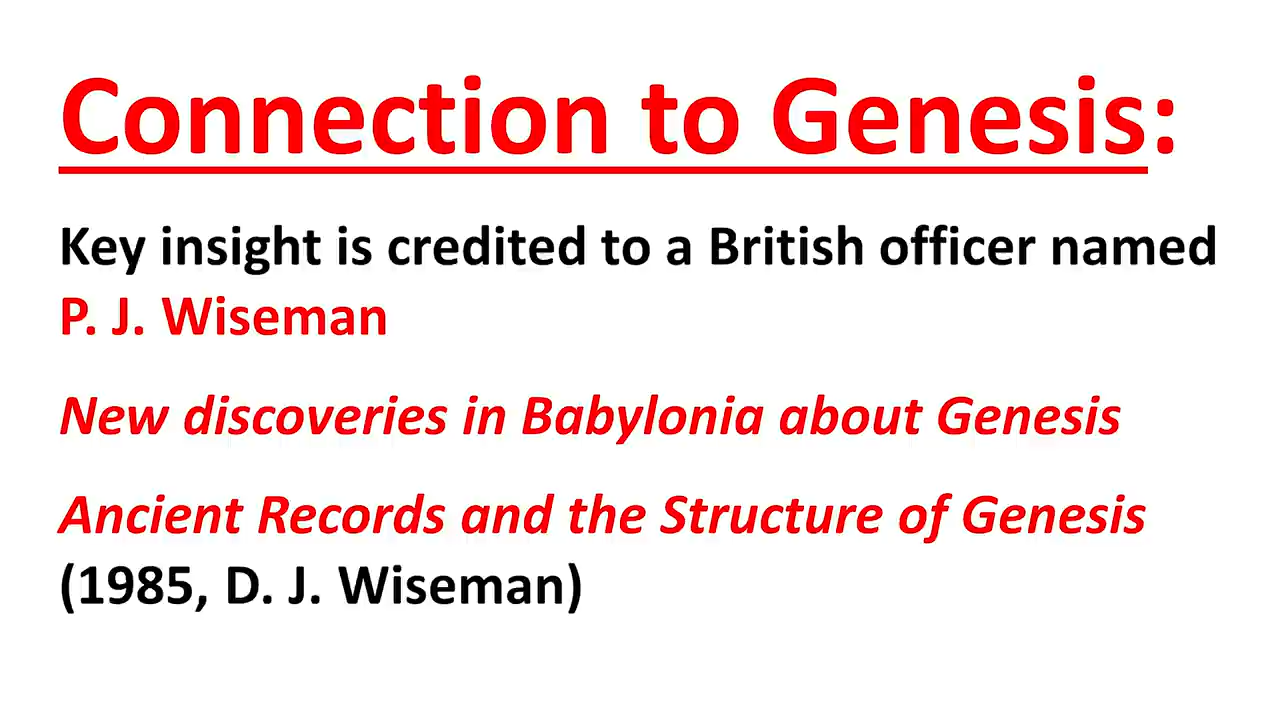 Connection to Genesis:
Key insight is credited to a British officer named
P. J. Wiseman
New discoveries in Babylonia about Genesis
Ancient Records and the Structure of Genesis
(1985, D. J. Wiseman)